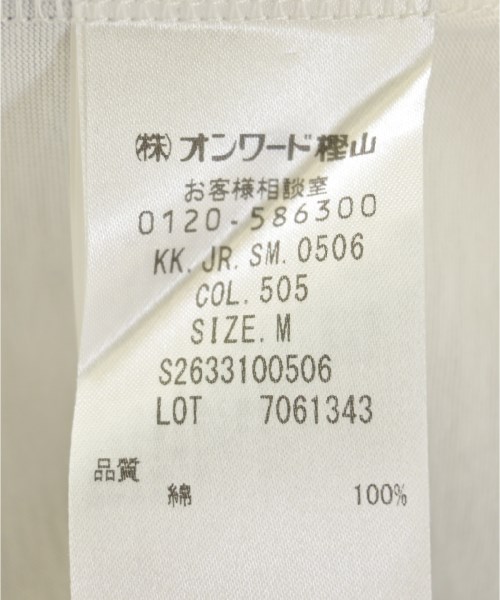 ㈱オンワード樫山
お客様相談室
0120-586300
KK.JR.SM.0506
COL.505
SIZE.M
S2633100506
LOT 7061343
品質
綿 100%